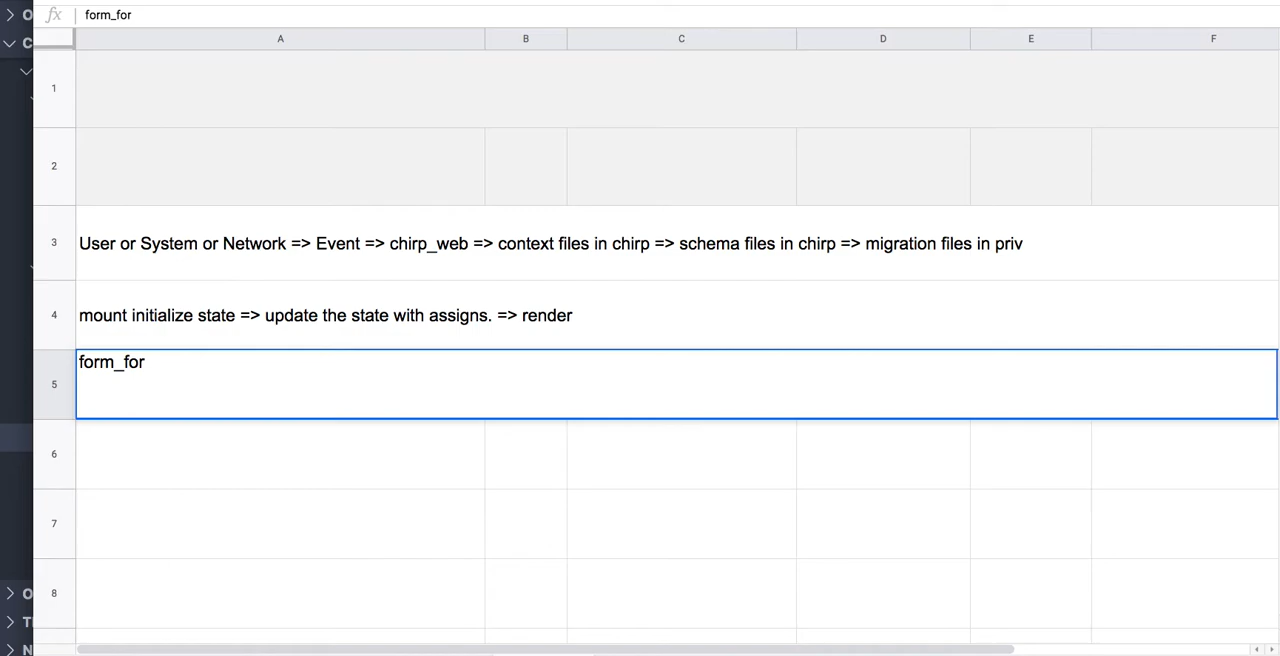 fx form_for
A B C D E F
1
2
3 User or System or Network => Event => chirp_web => context files in chirp => schema files in chirp => migration files in priv
4 mount initialize state => update the state with assigns. => render
5 form_for
6
7
8
O
C
O
TI
N